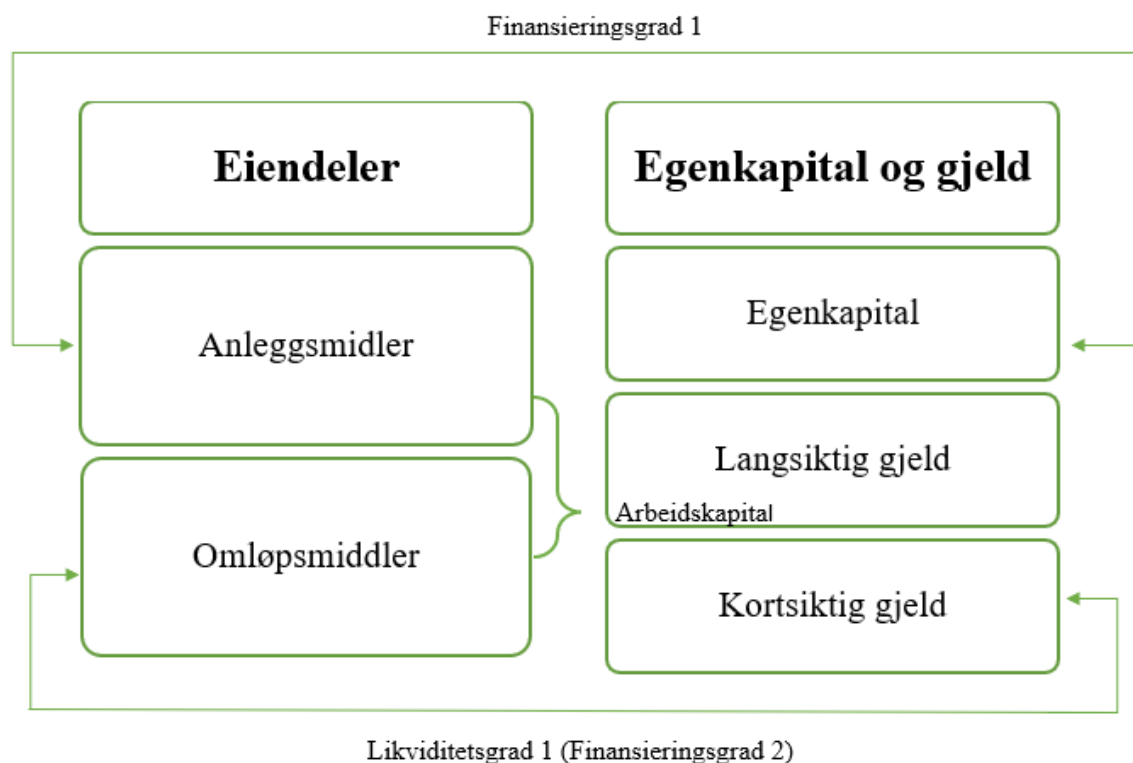 Finansieringsgrad 1
Eiendeler
Egenkapital og gjeld
Anleggsmidler
Egenkapital
Langsiktig gjeld
Arbeidskapital
Omløpsmiddler
Kortsiktig gjeld
Likviditetsgrad 1 (Finansieringsgrad 2)